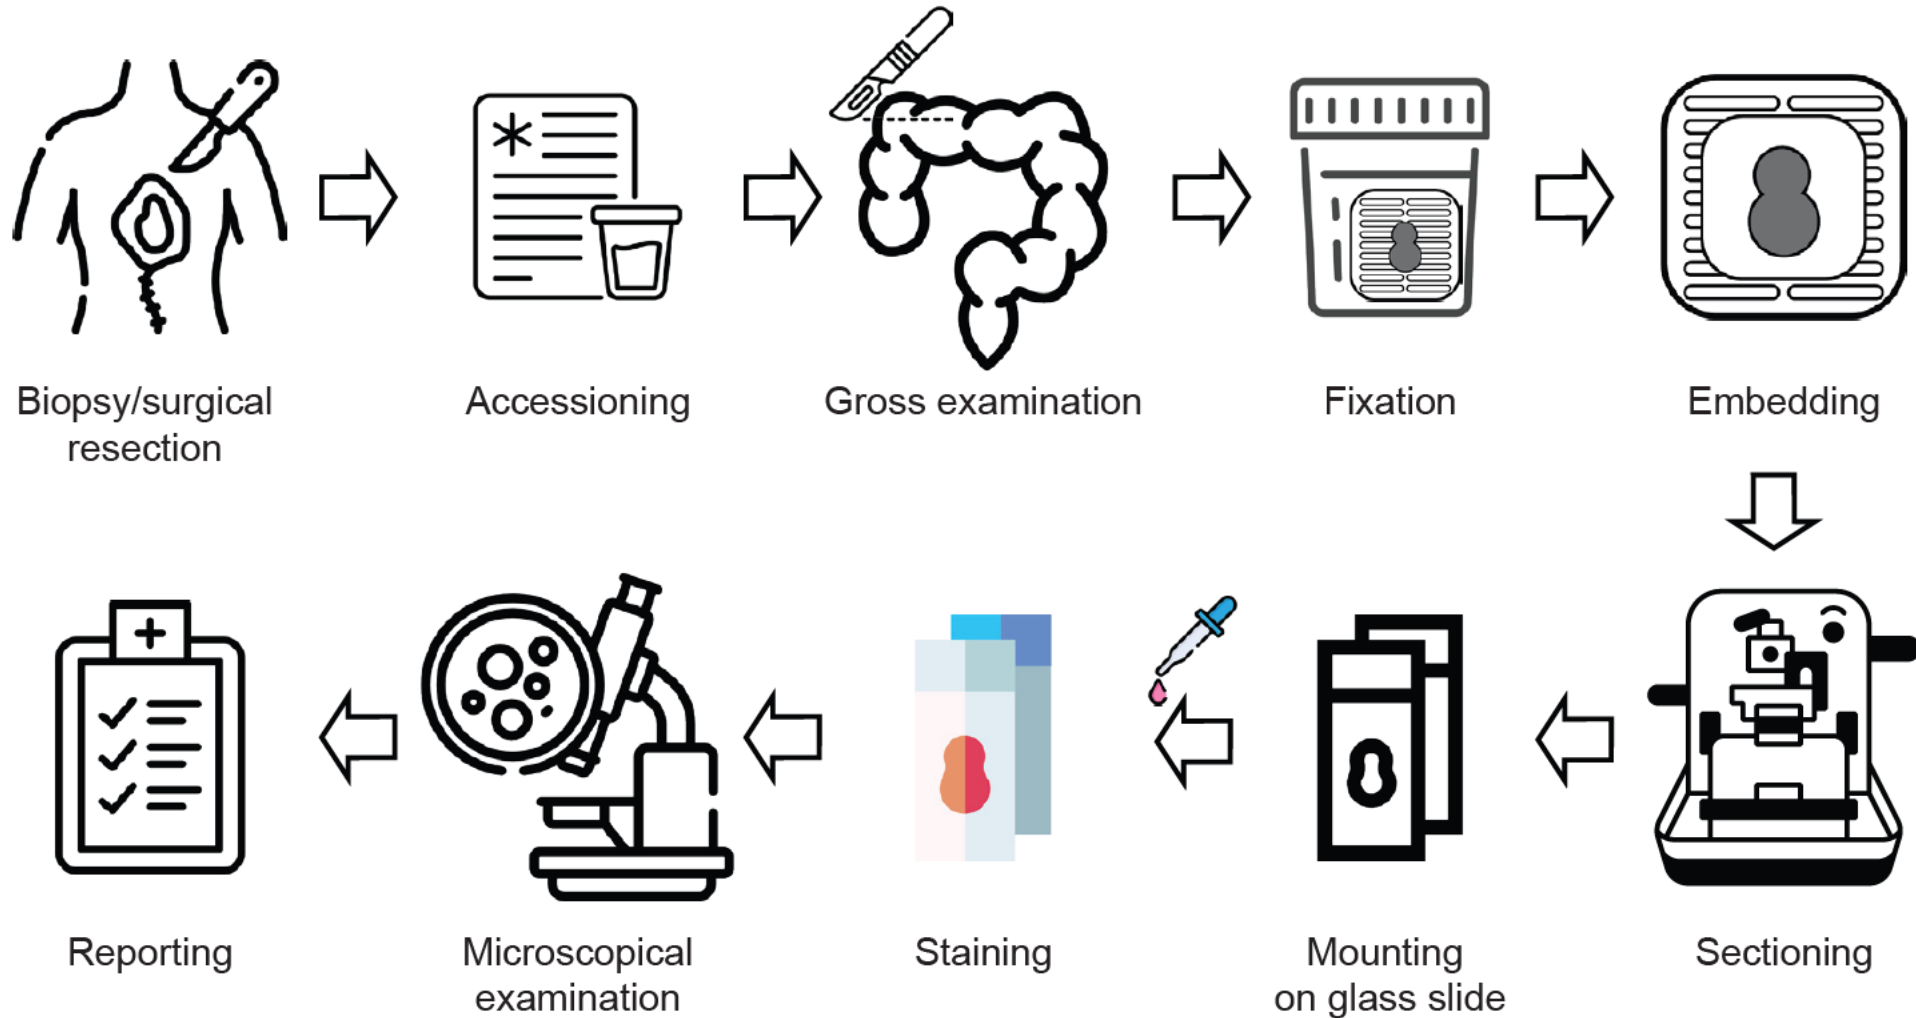 Biopsy/surgical
resection
Accessioning
Gross examination
Fixation
Embedding
Sectioning
Mounting
on glass slide
Staining
Microscopical
examination
Reporting